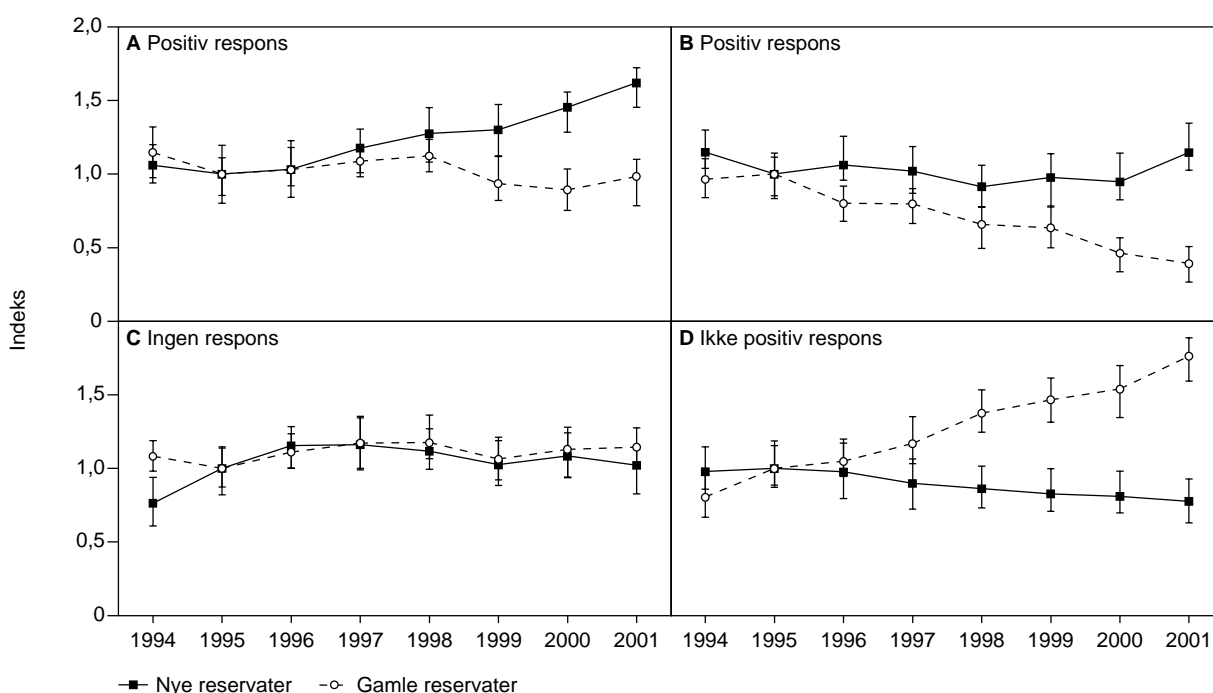 2,0
A Positiv respons
B Positiv respons
1,5
1,0
0,5
0
Indeks
C Ingen respons
D Ikke positiv respons
1,5
1,0
0,5
0
1994 1995 1996 1997 1998 1999 2000 2001
1994 1995 1996 1997 1998 1999 2000 2001
Nye reservater
Gamle reservater